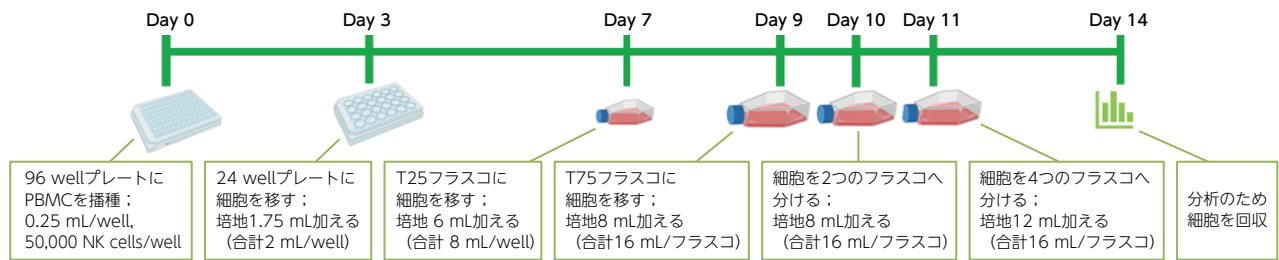 Day 0
Day 3
Day 7
Day 9
Day 10
Day 11
Day 14
96 wellプレートに
PBMCを播種；
0.25 mL/well,
50,000 NK cells/well
24 wellプレートに
細胞を移す；
培地1.75 mL加える
（合計2 mL/well）
T25フラスコに
細胞を移す；
培地 6 mL加える
（合計 8 mL/well）
T75フラスコに
細胞を移す；
培地8 mL加える
（合計16 mL/フラスコ）
細胞を2つのフラスコへ
分ける；
培地8 mL加える
（合計16 mL/フラスコ）
細胞を4つのフラスコへ
分ける；
培地12 mL加える
（合計16 mL/フラスコ）
分析のため
細胞を回収